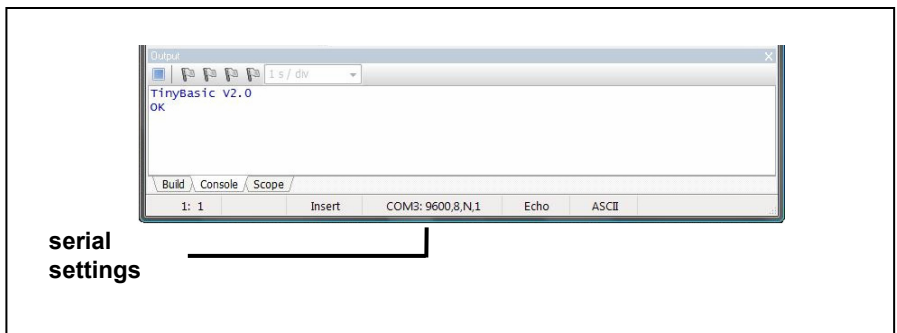 Output
1 s / div
TinyBasic V2.0
OK
Build Console Scope
1: 1 Insert COM3: 9600,8,N,1 Echo ASCII
serial
settings